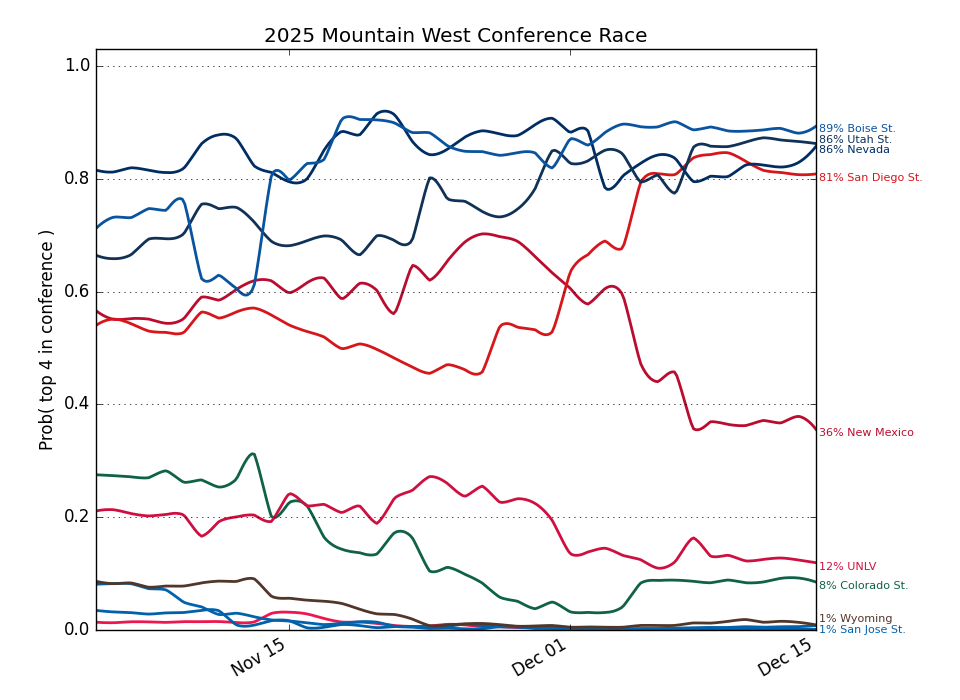 2025 Mountain West Conference Race
Prob( top 4 in conference )
1.0
0.8
0.6
0.4
0.2
0.0
Nov 15
Dec 01
Dec 15
89% Boise St.
86% Utah St.
86% Nevada
81% San Diego St.
36% New Mexico
12% UNLV
8% Colorado St.
1% Wyoming
1% San Jose St.